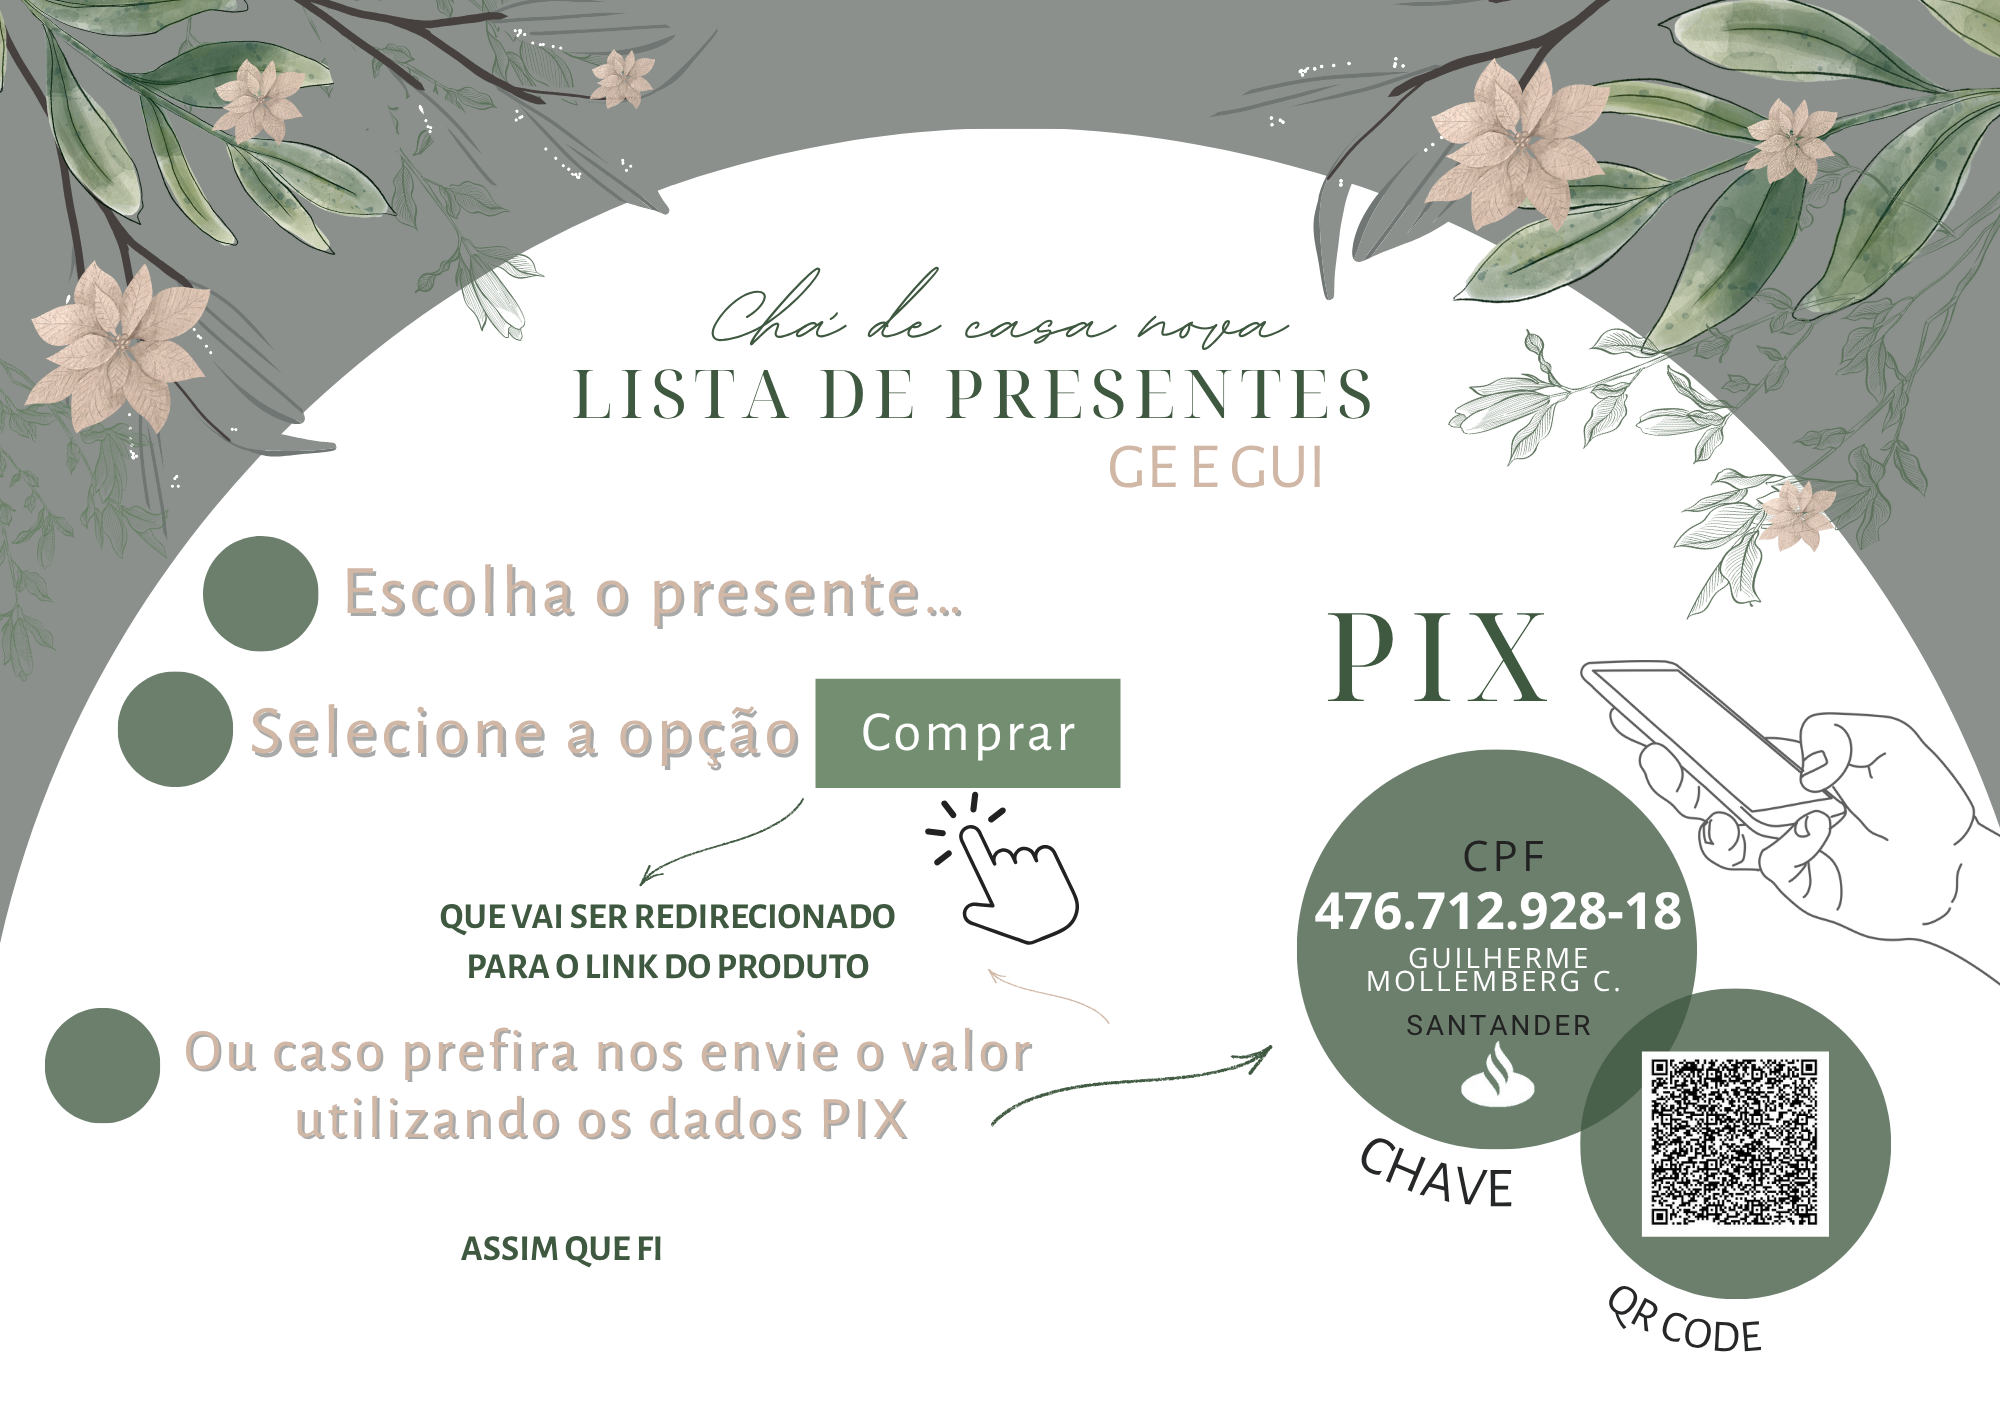 Chá de casa nova
LISTA DE PRESENTES
GE E GUI
Escolha o presente...
Selecione a opção
Comprar
QUE VAI SER REDIRECIONADO
PARA O LINK DO PRODUTO
Ou caso prefira nos envie o valor
utilizando os dados PIX
ASSIM QUE FI
PIX
CPF
476.712.928-18
GUILHERME
MOLLEMBERG C.
SANTANDER
CHAVE
QR CODE